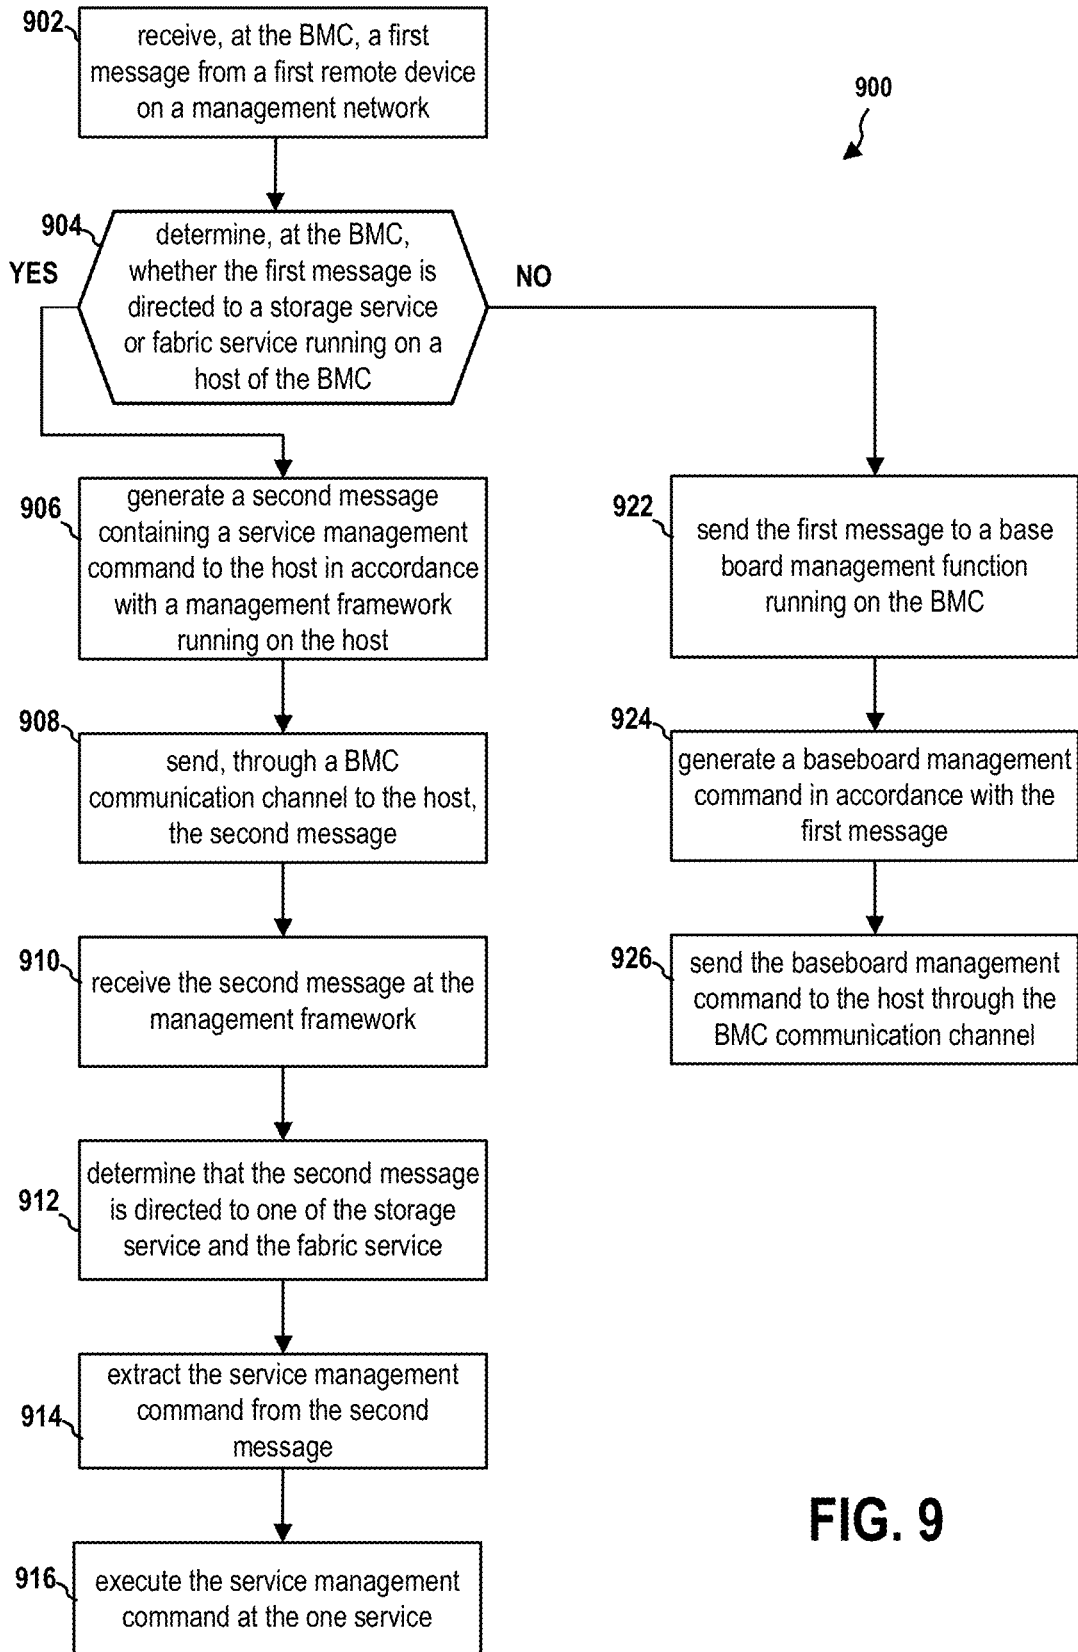 902
receive, at the BMC, a first
message from a first remote device
on a management network
900
904
determine, at the BMC,
whether the first message is
directed to a storage service
or fabric service running on a
host of the BMC
YES
NO
906
generate a second message
containing a service management
command to the host in accordance
with a management framework
running on the host
908
send, through a BMC
communication channel to the host,
the second message
910
receive the second message at the
management framework
912
determine that the second message
is directed to one of the storage
service and the fabric service
914
extract the service management
command from the second
message
916
execute the service management
command at the one service
922
send the first message to a base
board management function
running on the BMC
924
generate a baseboard management
command in accordance with the
first message
926
send the baseboard management
command to the host through the
BMC communication channel
FIG. 9